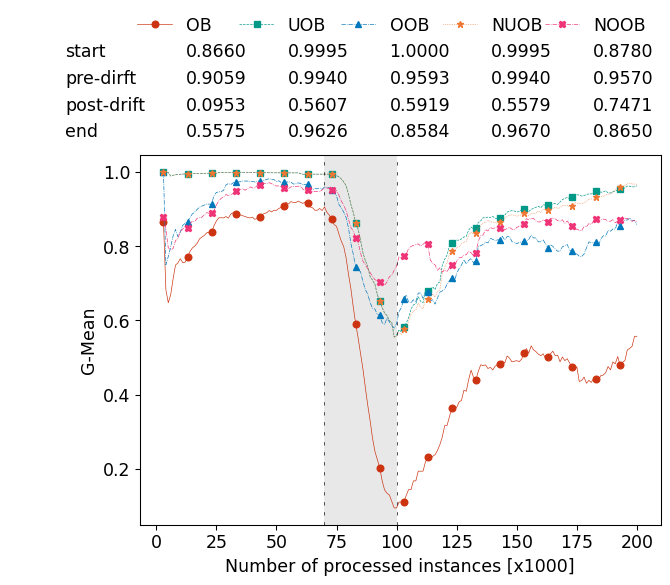 OB UOB OOB NUOB NOOB
start 0.8660 0.9995 1.0000 0.9995 0.8780
pre-dirft 0.9059 0.9940 0.9593 0.9940 0.9570
post-drift 0.0953 0.5607 0.5919 0.5579 0.7471
end 0.5575 0.9626 0.8584 0.9670 0.8650
1.0
0.8
0.6
0.4
0.2
G-Mean
0 25 50 75 100 125 150 175 200
Number of processed instances [x1000]